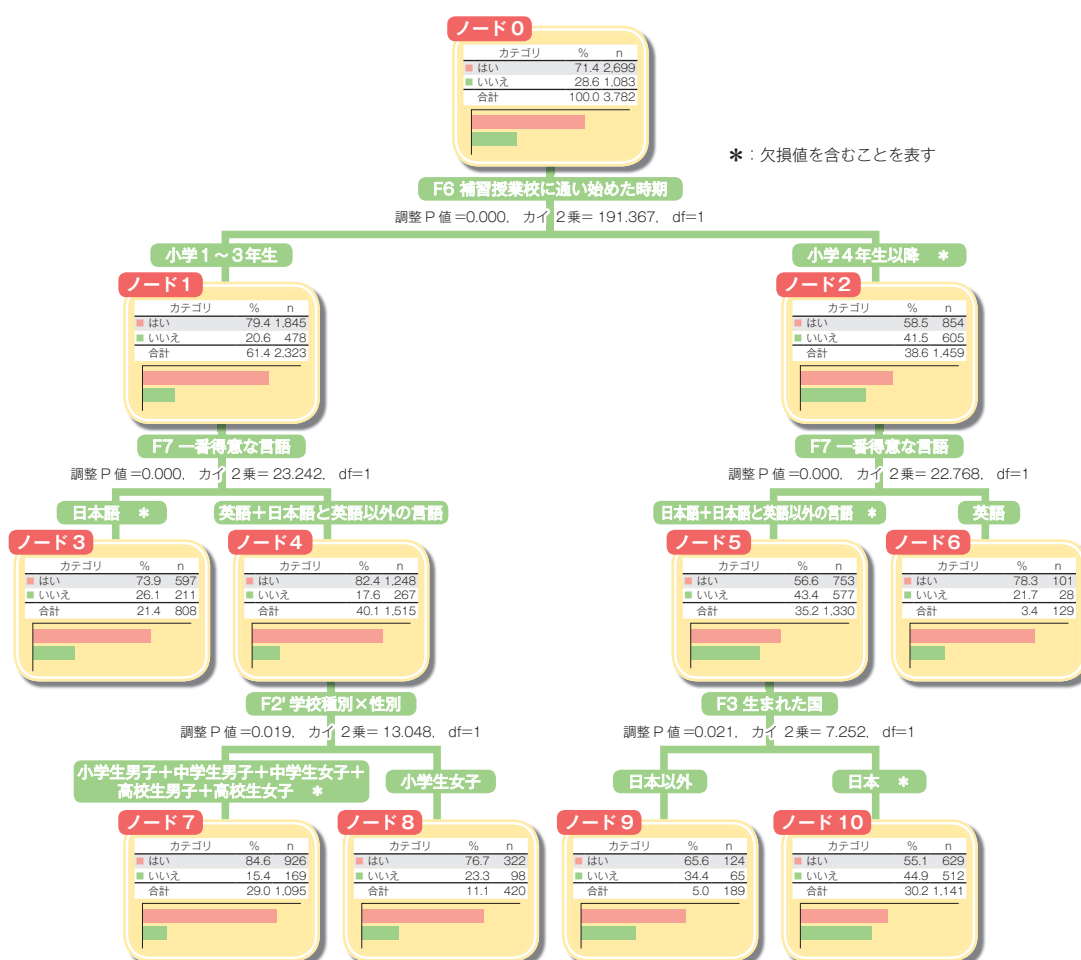 ノード0
カテゴリ % n
はい 71.4 2,699
いいえ 28.6 1,083
合計 100.0 3,782
＊：欠損値を含むことを表す
F6 補習授業校に通い始めた時期
調整P値=0.000, カイ2乗=191.367, df=1
小学1～3年生
小学4年生以降 ＊
ノード1
カテゴリ % n
はい 79.4 1,845
いいえ 20.6 478
合計 61.4 2,323
ノード2
カテゴリ % n
はい 58.5 854
いいえ 41.5 605
合計 38.6 1,459
F7 一番得意な言語
調整P値=0.000, カイ2乗=23.242, df=1
F7 一番得意な言語
調整P値=0.000, カイ2乗=22.768, df=1
日本語 ＊
英語＋日本語と英語以外の言語
日本語＋日本語と英語以外の言語 ＊
英語
ノード3
カテゴリ % n
はい 73.9 597
いいえ 26.1 211
合計 21.4 808
ノード4
カテゴリ % n
はい 82.4 1,248
いいえ 17.6 267
合計 40.1 1,515
ノード5
カテゴリ % n
はい 56.6 753
いいえ 43.4 577
合計 35.2 1,330
ノード6
カテゴリ % n
はい 78.3 101
いいえ 21.7 28
合計 3.4 129
F2' 学校種別×性別
調整P値=0.019, カイ2乗=13.048, df=1
F3 生まれた国
調整P値=0.021, カイ2乗=7.252, df=1
小学生男子＋中学生男子＋中学生女子＋
高校生男子＋高校生女子 ＊
小学生女子
日本以外
日本 ＊
ノード7
カテゴリ % n
はい 84.6 926
いいえ 15.4 169
合計 29.0 1,095
ノード8
カテゴリ % n
はい 76.7 322
いいえ 23.3 98
合計 11.1 420
ノード9
カテゴリ % n
はい 65.6 124
いいえ 34.4 65
合計 5.0 189
ノード10
カテゴリ % n
はい 55.1 629
いいえ 44.9 512
合計 30.2 1,141